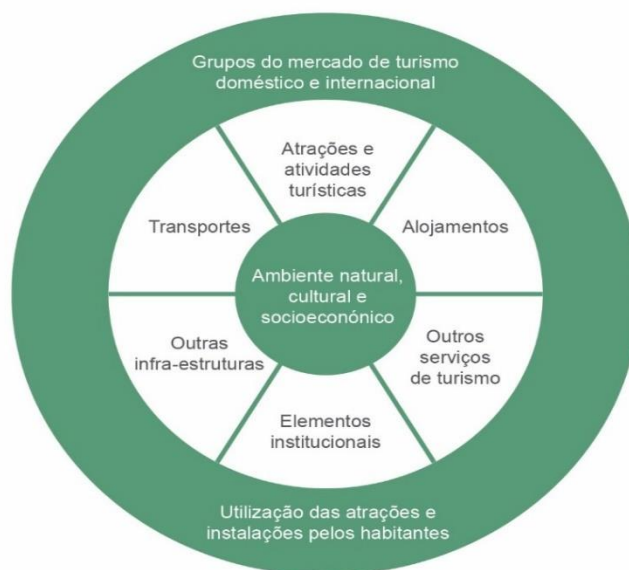 Grupos do mercado de turismo
doméstico e internacional
Atrações e
atividades
turísticas
Transportes
Alojamentos
Ambiente natural,
cultural e
socioeconónico
Outras
infra-estruturas
Outros
serviços
de turismo
Elementos
institucionais
Utilização das atrações e
instalações pelos habitantes